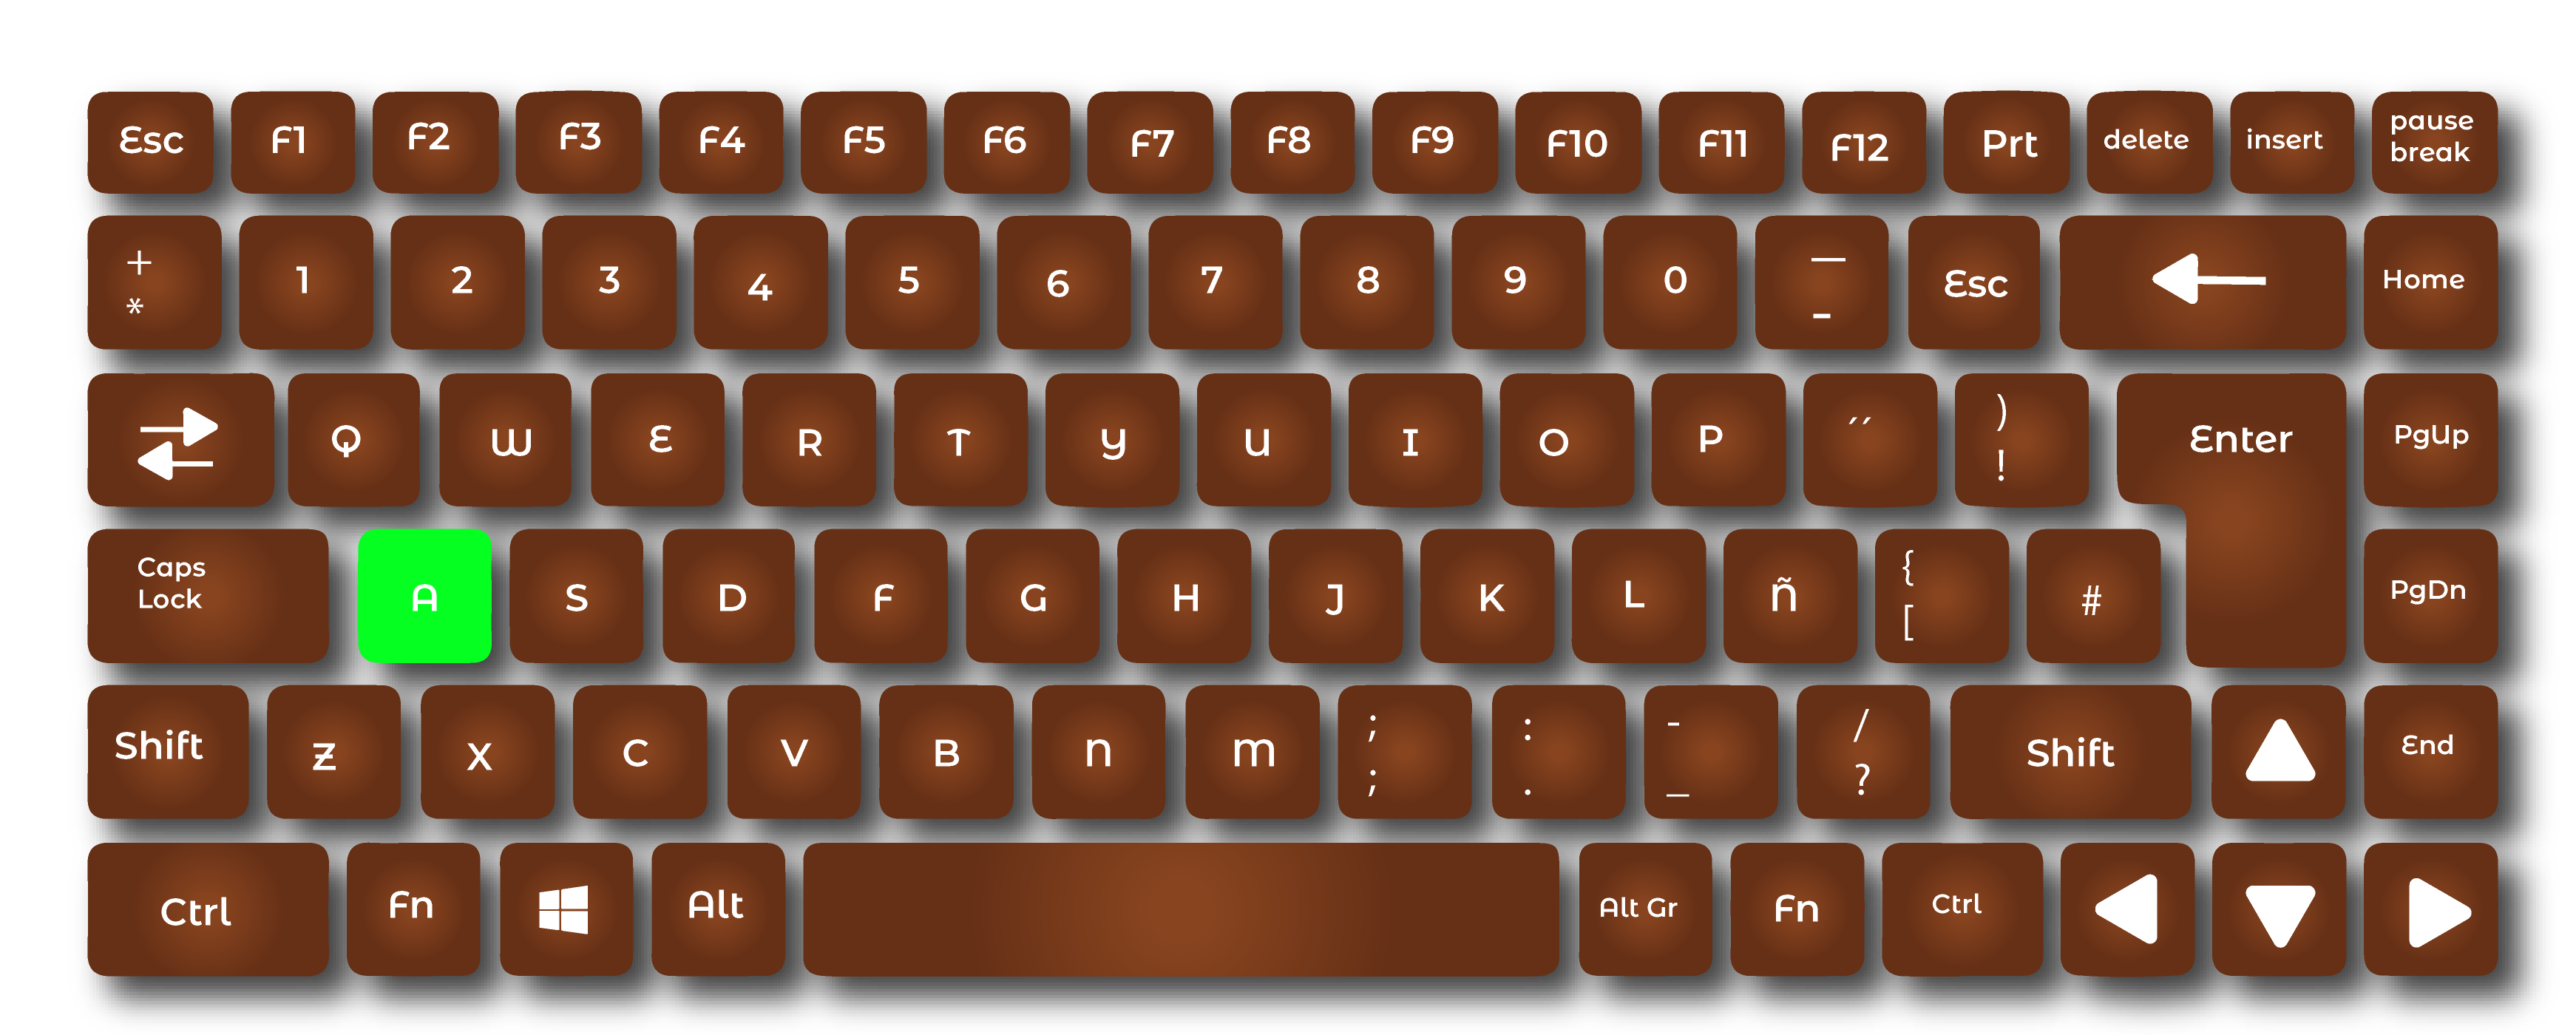 Esc F1 F2 F3 F4 F5 F6 F7 F8 F9 F10 F11 F12 Prt delete insert pause break
+ * 1 2 3 4 5 6 7 8 9 0 — - Esc Home
Q W E R T Y U I O P ´´ ) ! Enter PgUp
Caps Lock A S D F G H J K L Ñ { [ # PgDn
Shift Z X C V B N M ; ; : . - _ / ? Shift End
Ctrl Fn Alt Alt Gr Fn Ctrl